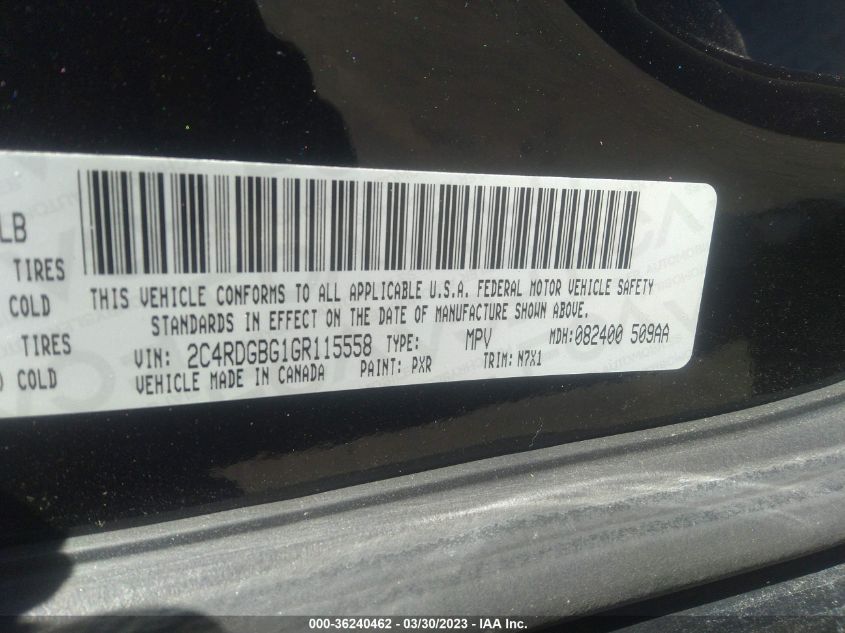 LB
TIRES
COLD
TIRES
COLD
THIS VEHICLE CONFORMS TO ALL APPLICABLE U.S.A. FEDERAL MOTOR VEHICLE SAFETY
STANDARDS IN EFFECT ON THE DATE OF MANUFACTURE SHOWN ABOVE.
VIN: 2C4RDGBG1GR115558 TYPE: MPV MDH: 082400 509AA
VEHICLE MADE IN CANADA PAINT: PXR TRIM: N7X1
000-36240462 - 03/30/2023 - IAA Inc.